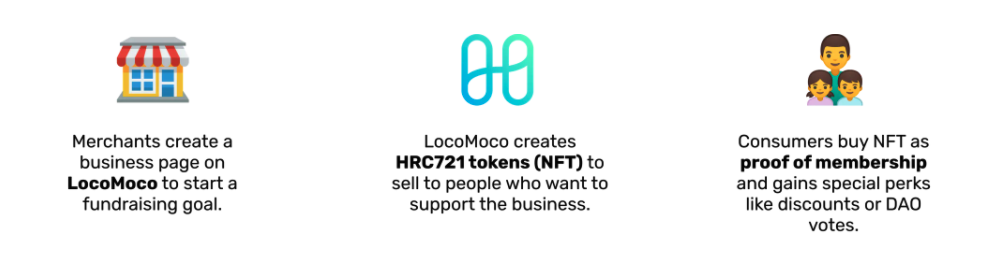 Merchants create a
business page on
LocoMoco to start a
fundraising goal.
LocoMoco creates
HRC721 tokens (NFT) to
sell to people who want to
support the business.
Consumers buy NFT as
proof of membership
and gains special perks
like discounts or DAO
votes.